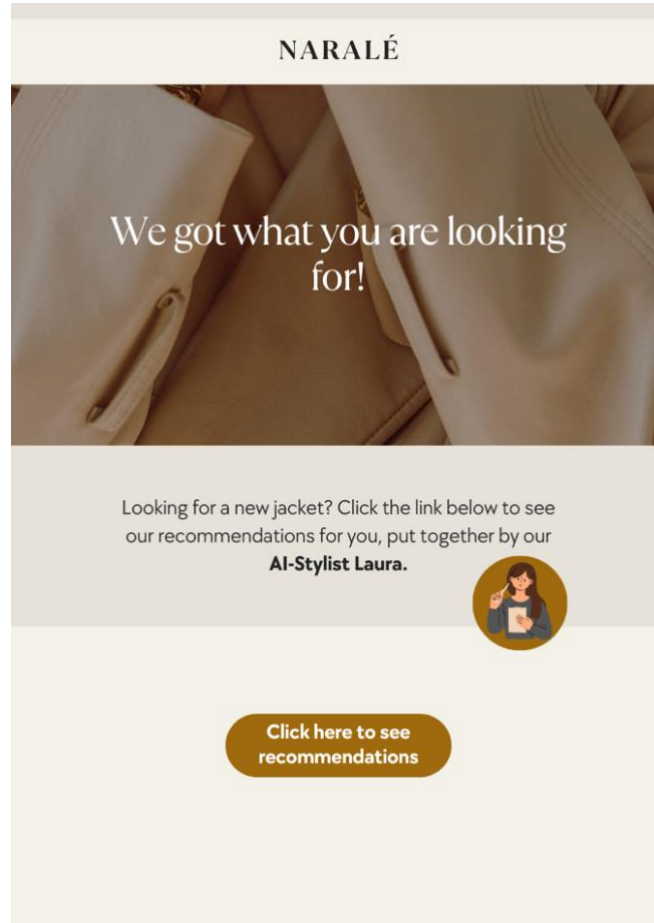 NARALÉ
We got what you are looking
for!
Looking for a new jacket? Click the link below to see
our recommendations for you, put together by our
AI-Stylist Laura.
Click here to see
recommendations